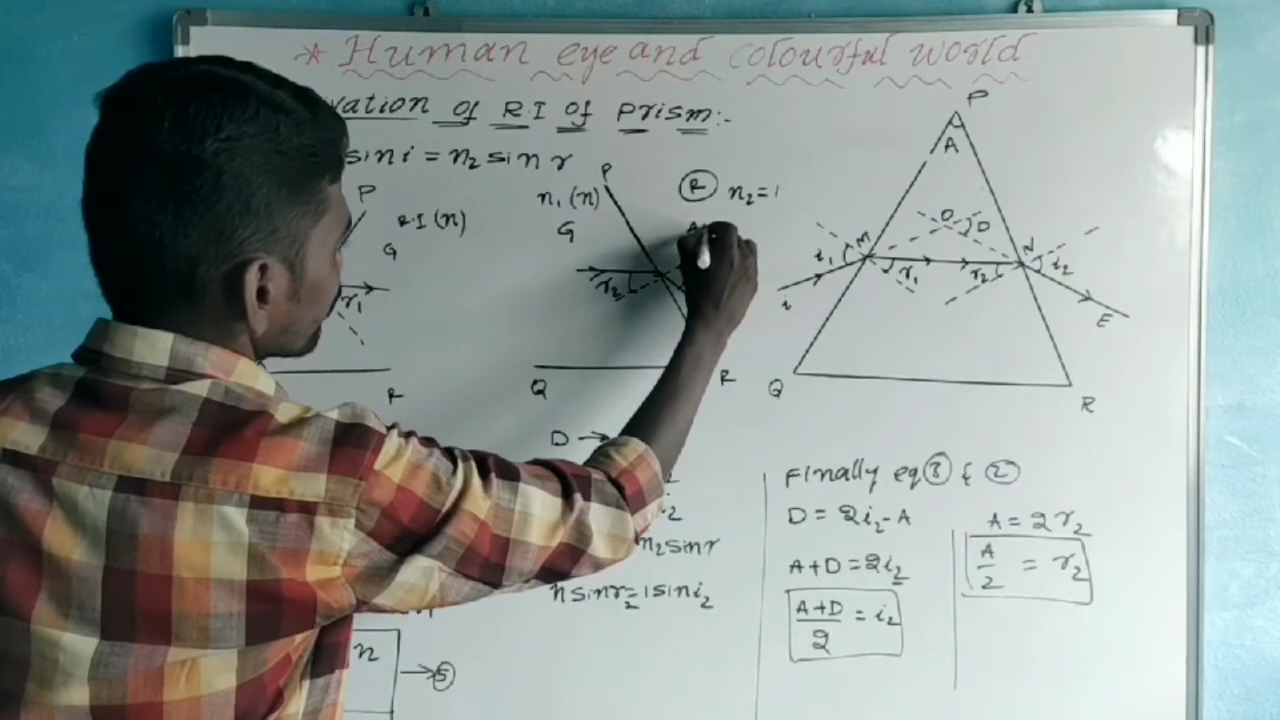 * Human eye and colourful world
vation of R.I of Prism:-
sin i = n₂ sin r
P
R.I (n)
G
r₁
R
n₁ (n)
P
G
r₂
Q
R
R n₂=1
D →
2
2
n₂ sin r
n sin r₂ = 1 sin i₂
n
→ 5
P
A
O
D
M
N
i₁
r₁
r₂
i₂
i
E
Q
R
Finally eq 3 & 2
D = 2i₂ - A
A+D = 2i₂
A+D/2 = i₂
A = 2r₂
A/2 = r₂